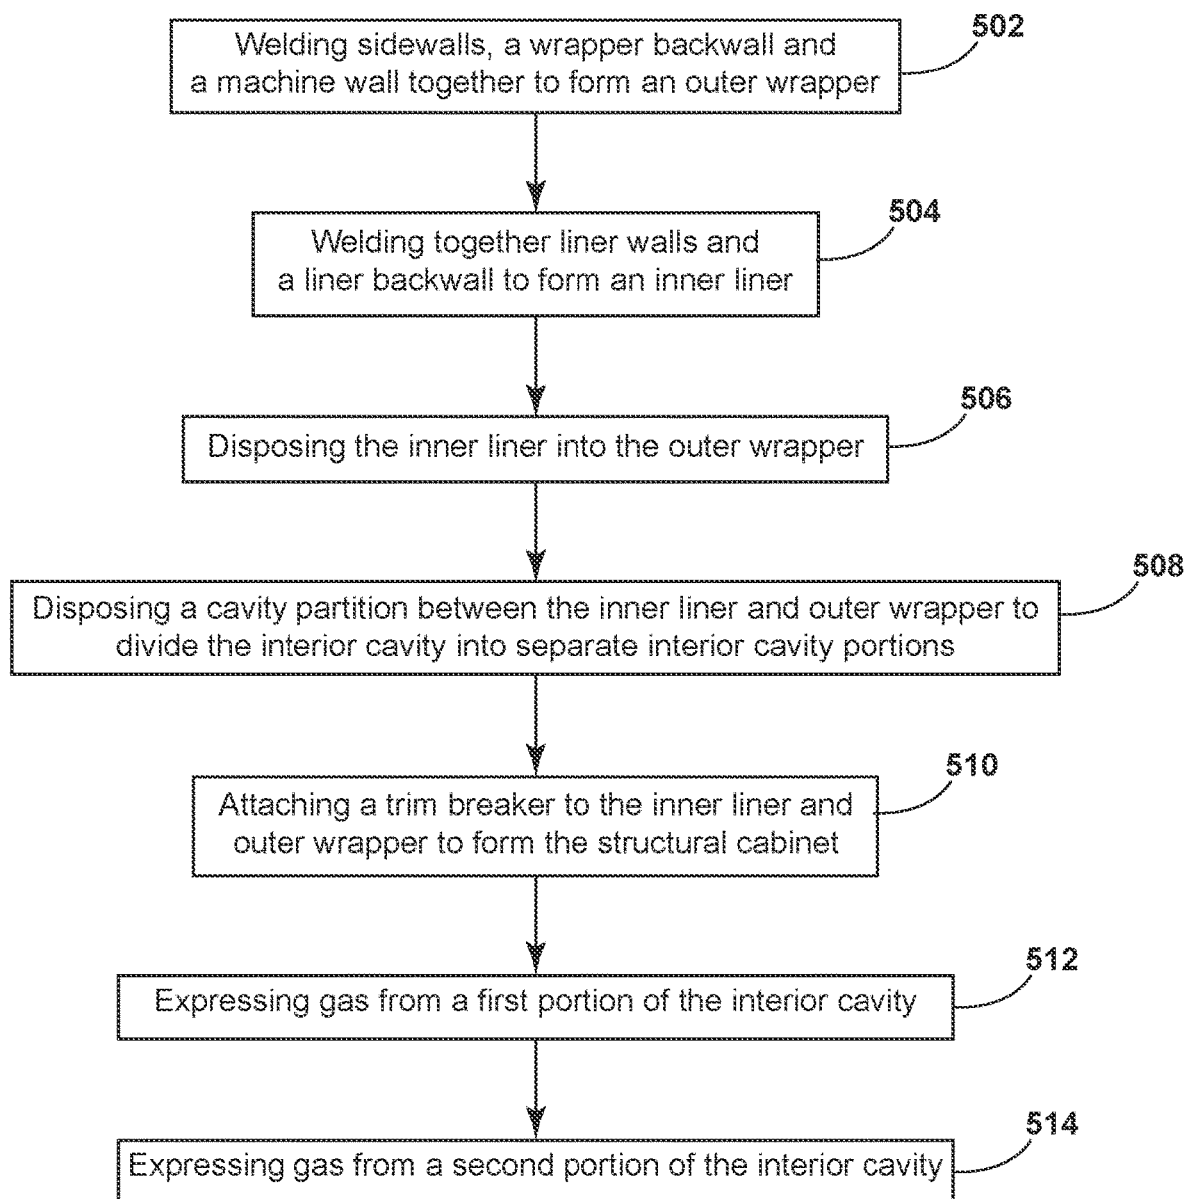 502
Welding sidewalls, a wrapper backwall and
a machine wall together to form an outer wrapper
504
Welding together liner walls and
a liner backwall to form an inner liner
506
Disposing the inner liner into the outer wrapper
508
Disposing a cavity partition between the inner liner and outer wrapper to
divide the interior cavity into separate interior cavity portions
510
Attaching a trim breaker to the inner liner and
outer wrapper to form the structural cabinet
512
Expressing gas from a first portion of the interior cavity
514
Expressing gas from a second portion of the interior cavity